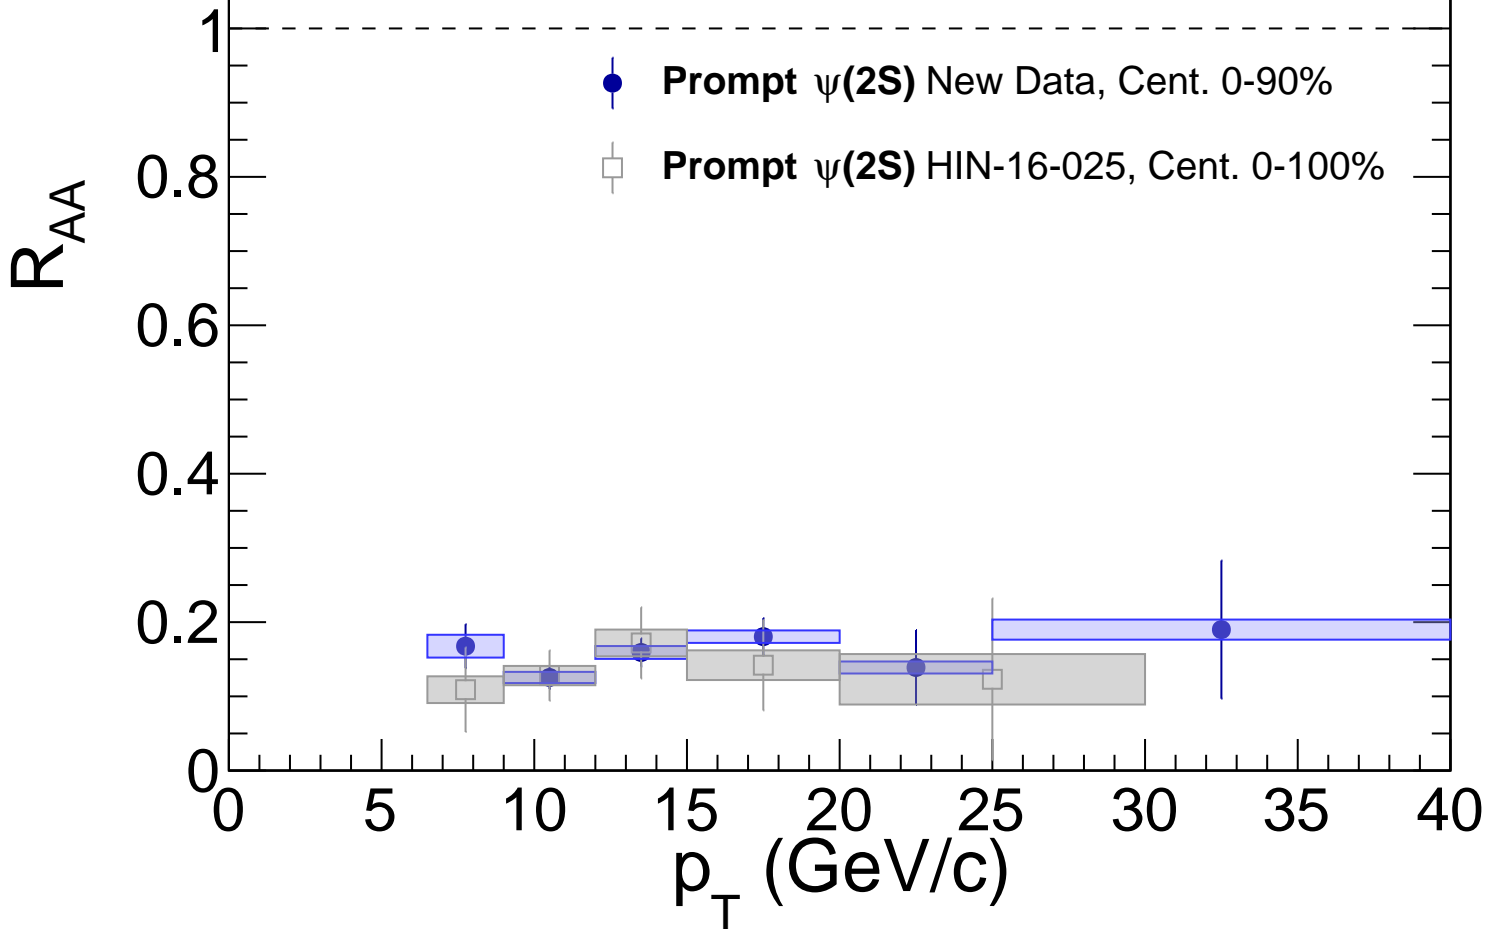 1
Prompt ψ(2S) New Data, Cent. 0-90%
Prompt ψ(2S) HIN-16-025, Cent. 0-100%
0.8
R_AA
0.6
0.4
0.2
0
0 5 10 15 20 25 30 35 40
p_T (GeV/c)